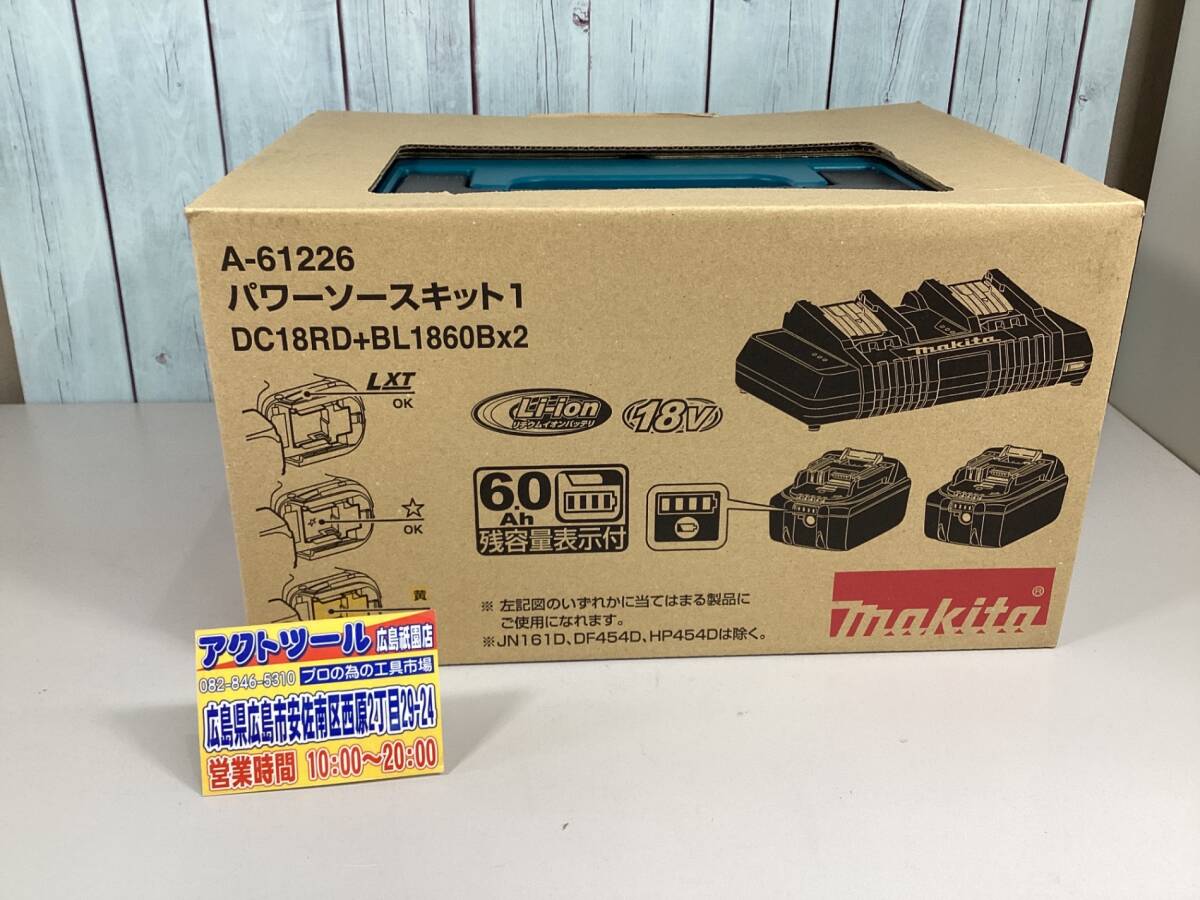 A-61226
パワーソースキット1
DC18RD+BL1860Bx2
LXT
OK
☆
OK
黄
Li-ion
リチウムイオンバッテリ
18V
6.0
Ah
残容量表示付
makita
※ 左記図のいずれかに当てはまる製品に
ご使用になれます。
※JN161D、DF454D、HP454Dは除く。
makita®
アクトツール 広島祇園店
082-846-5310 プロの為の工具市場
広島県広島市安佐南区西原2丁目29-24
営業時間 10:00～20:00